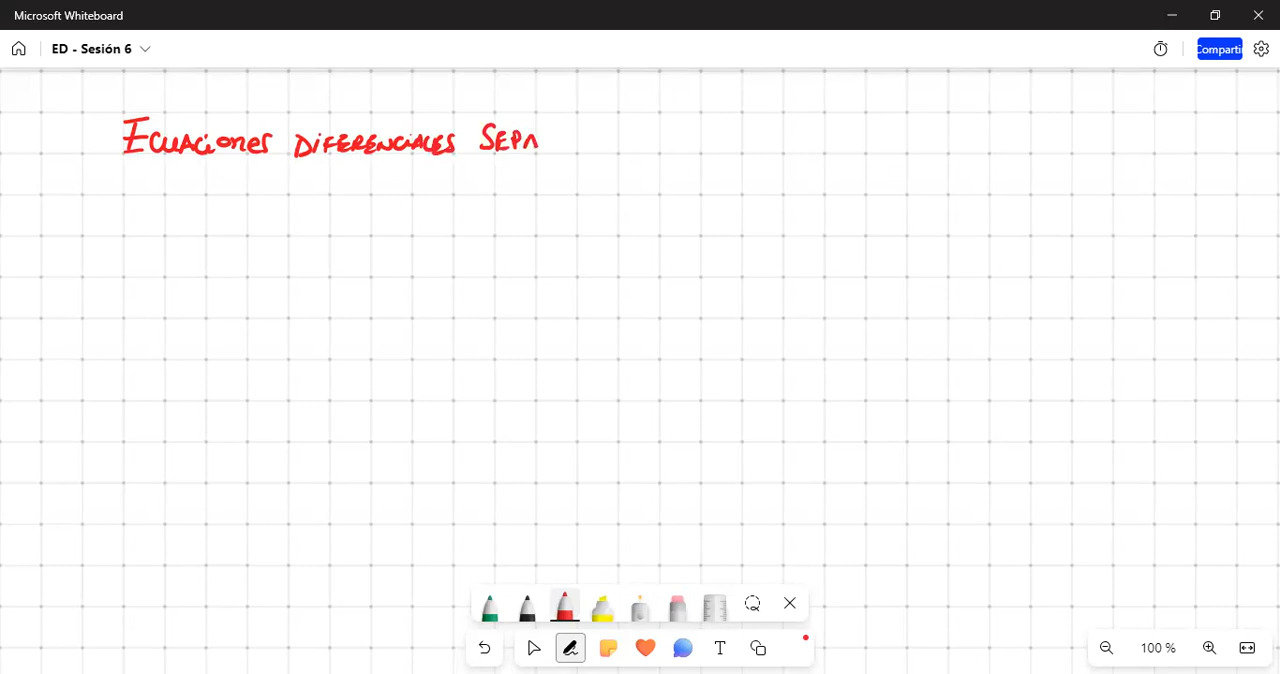 Microsoft Whiteboard
ED - Sesión 6
Comparti
Ecuaciones DiFERENCiALES SEPA
100 %